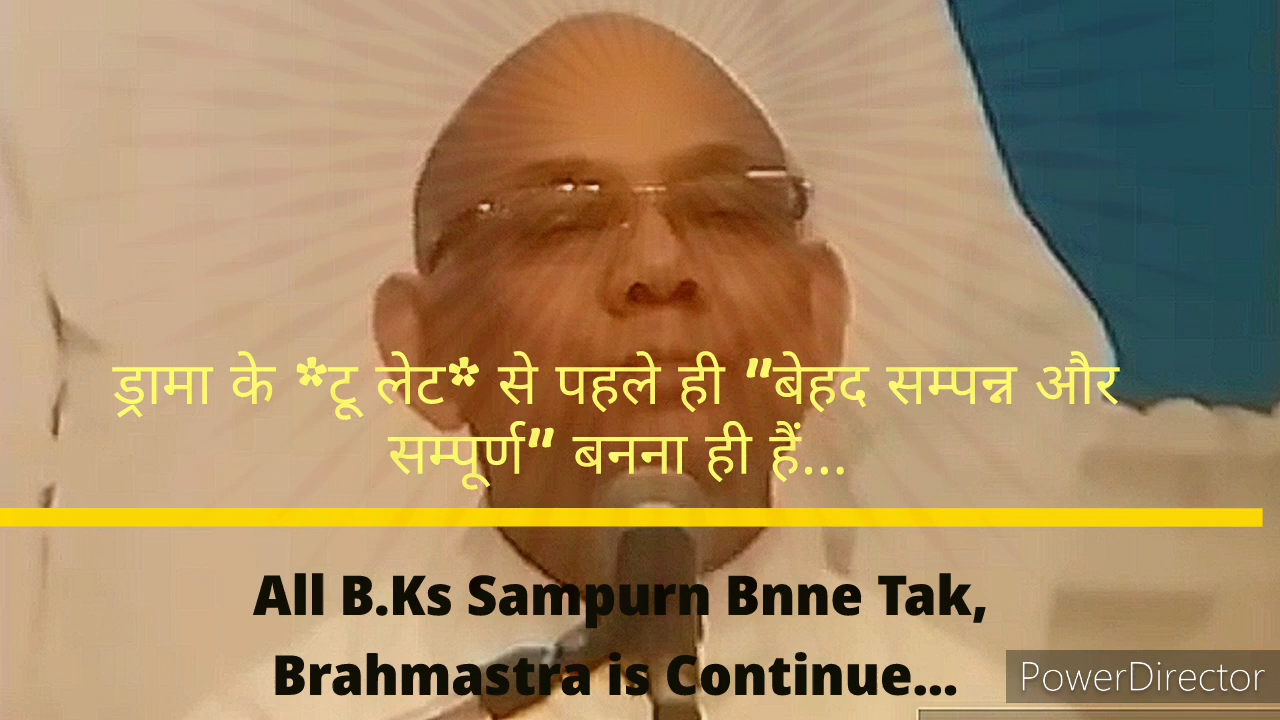 ड्रामा के *टू लेट* से पहले ही "बेहद सम्पन्न और
सम्पूर्ण" बनना ही हैं...
All B.Ks Sampurn Bnne Tak,
Brahmastra is Continue...
PowerDirector